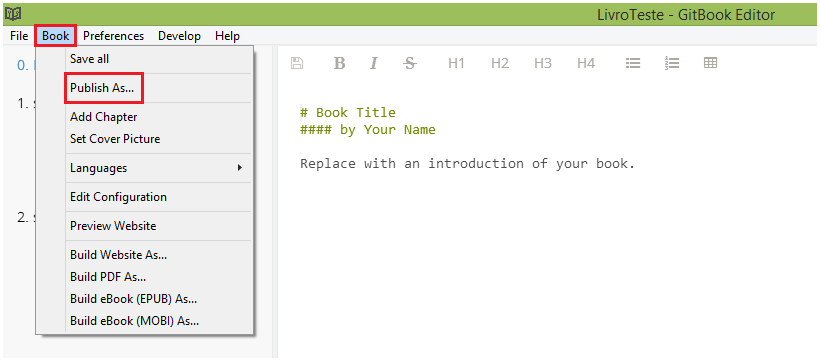 LivroTeste - GitBook Editor
File Book Preferences Develop Help
Save all
Publish As...
Add Chapter
Set Cover Picture
Languages
Edit Configuration
Preview Website
Build Website As...
Build PDF As...
Build eBook (EPUB) As...
Build eBook (MOBI) As...
0.
1. s
2. s
B I S H1 H2 H3 H4
# Book Title
#### by Your Name
Replace with an introduction of your book.